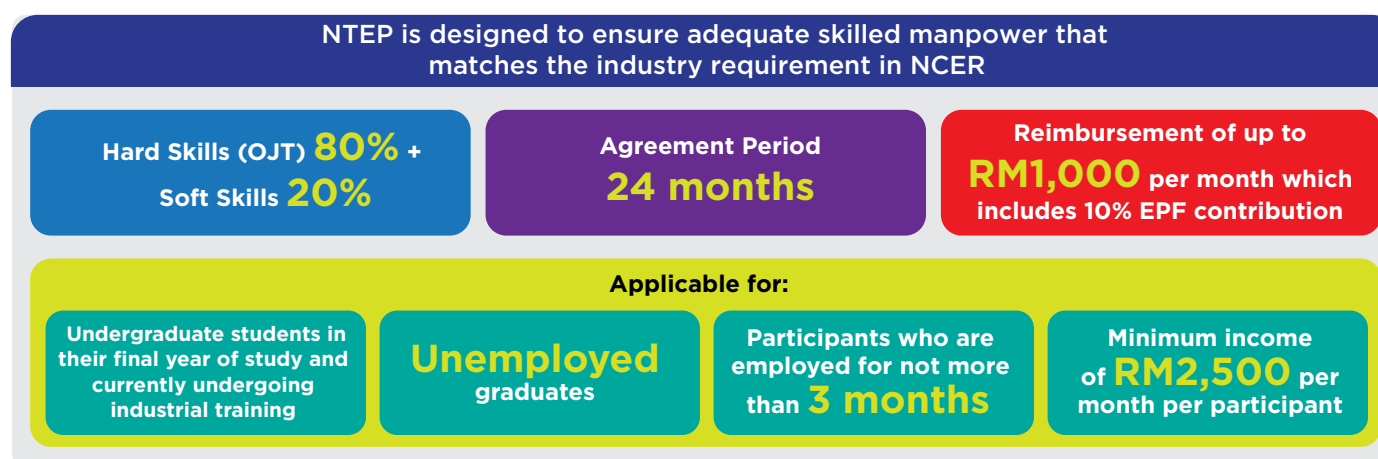 NTEP is designed to ensure adequate skilled manpower that
matches the industry requirement in NCER
Hard Skills (OJT) 80% +
Soft Skills 20%
Agreement Period
24 months
Reimbursement of up to
RM1,000 per month which
includes 10% EPF contribution
Applicable for:
Undergraduate students in
their final year of study and
currently undergoing
industrial training
Unemployed
graduates
Participants who are
employed for not more
than 3 months
Minimum income
of RM2,500 per
month per participant